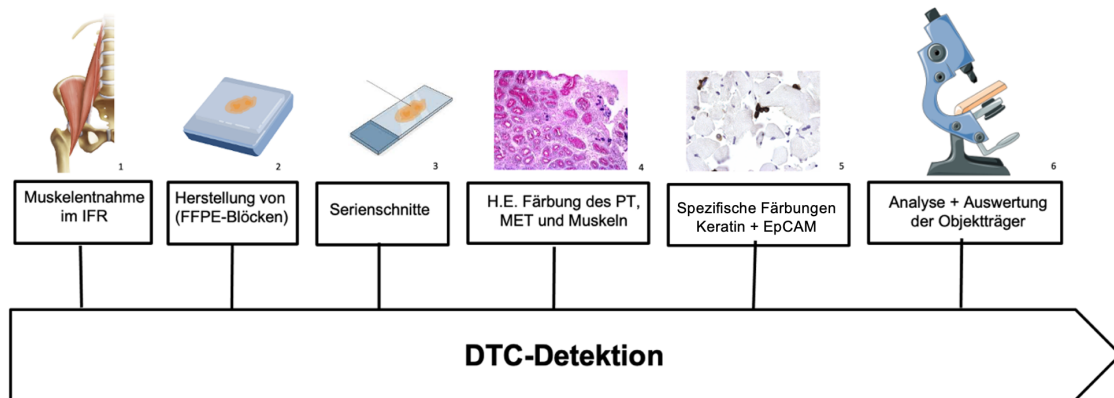 1
2
3
4
5
6
Muskelentnahme
im IFR
Herstellung von
(FFPE-Blöcken)
Serienschnitte
H.E. Färbung des PT,
MET und Muskeln
Spezifische Färbungen
Keratin + EpCAM
Analyse + Auswertung
der Objektträger
DTC-Detektion